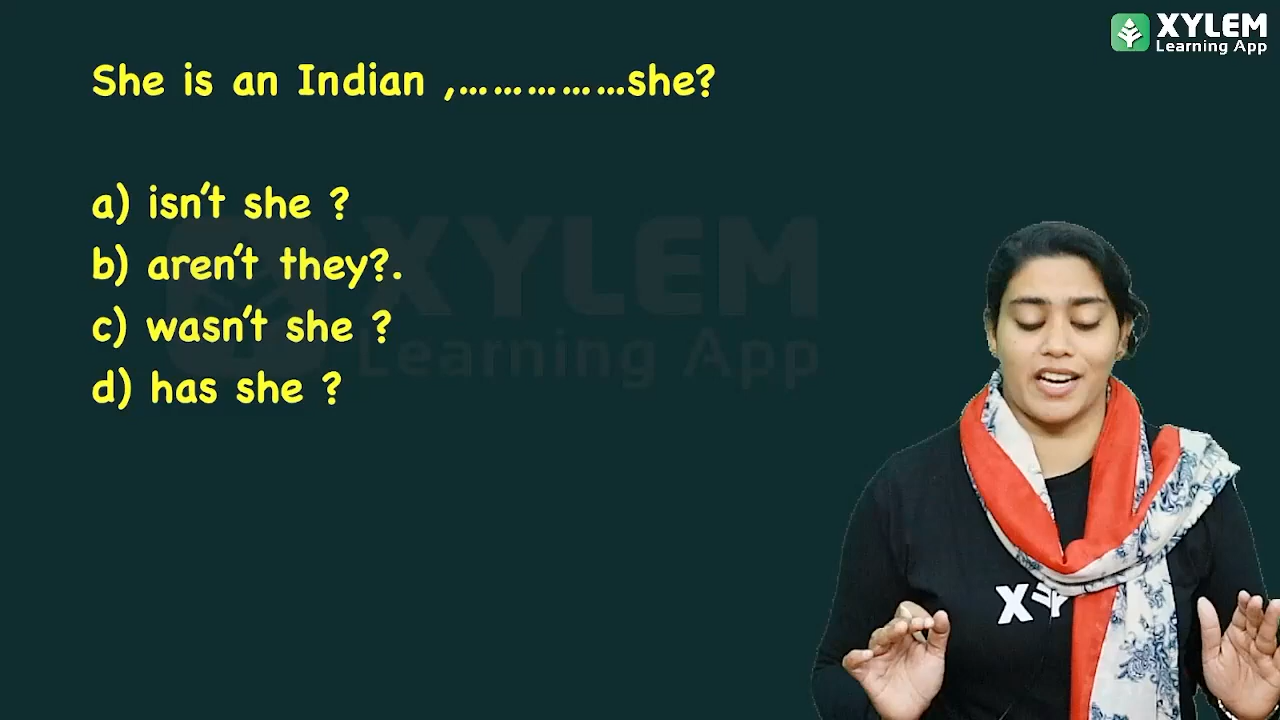 XYLEM
Learning App
She is an Indian ,……………she?
a) isn't she ?
b) aren't they?.
c) wasn't she ?
d) has she ?
XYLEM
Learning App